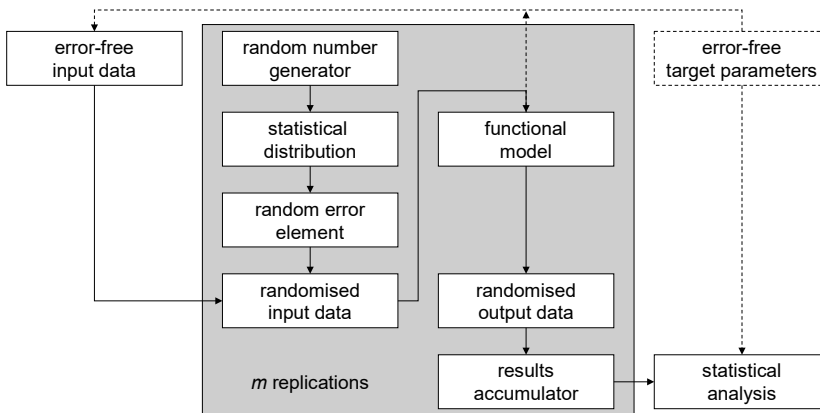 error-free
input data
random number
generator
error-free
target parameters
statistical
distribution
functional
model
random error
element
randomised
input data
randomised
output data
m replications
results
accumulator
statistical
analysis